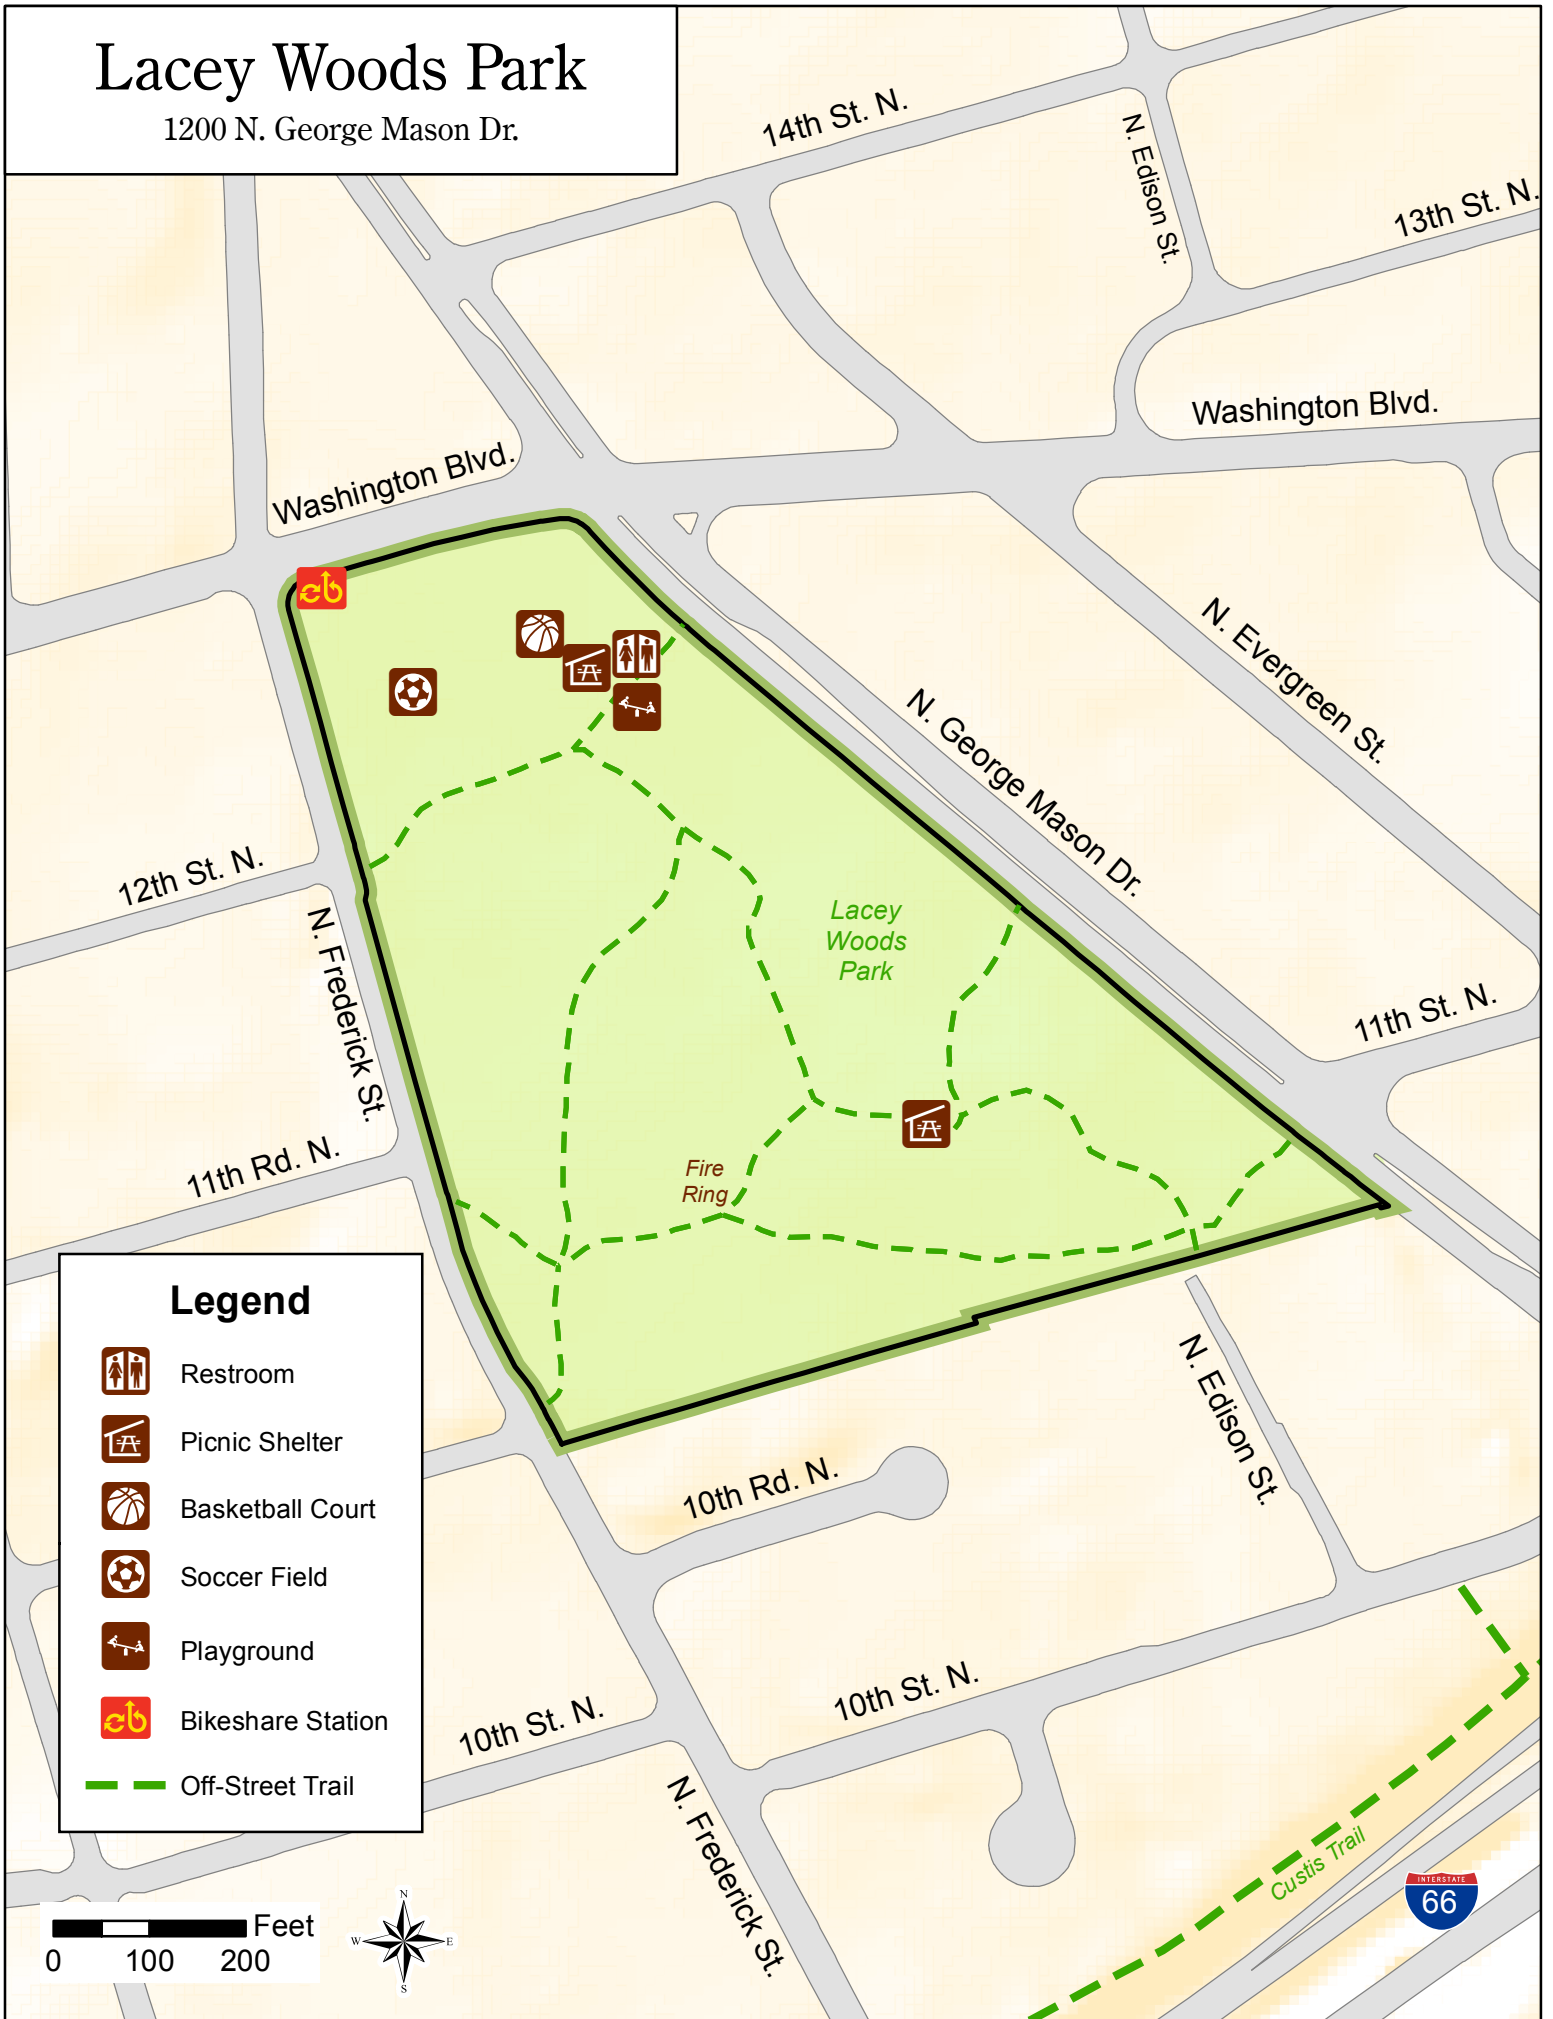 Lacey Woods Park
1200 N. George Mason Dr.
14th St. N.
N. Edison St.
13th St. N.
Washington Blvd.
Washington Blvd.
N. Evergreen St.
N. George Mason Dr.
12th St. N.
N. Frederick St.
Lacey
Woods
Park
11th St. N.
11th Rd. N.
Fire
Ring
N. Edison St.
10th Rd. N.
10th St. N.
10th St. N.
N. Frederick St.
Custis Trail
INTERSTATE
66
Legend
Restroom
Picnic Shelter
Basketball Court
Soccer Field
Playground
Bikeshare Station
Off-Street Trail
Feet
0 100 200
N
W E
S